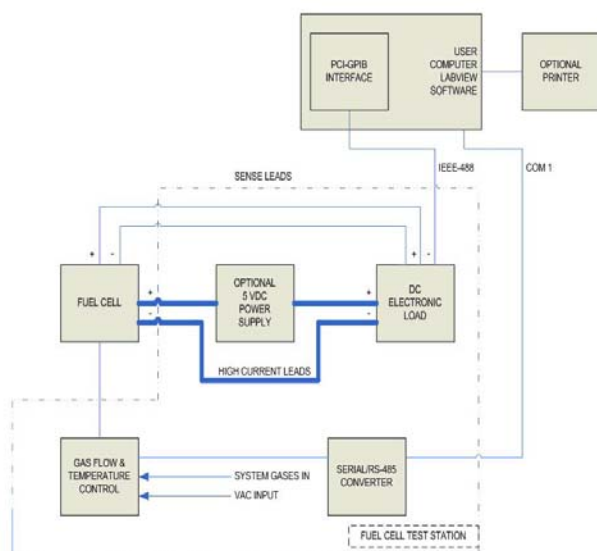 PCI-GPIB
INTERFACE
USER
COMPUTER
LABVIEW
SOFTWARE
OPTIONAL
PRINTER
IEEE-488
COM 1
SENSE LEADS
+ -
+ -
FUEL CELL
+
-
OPTIONAL
5 VDC
POWER
SUPPLY
+
-
DC
ELECTRONIC
LOAD
HIGH CURRENT LEADS
GAS FLOW &
TEMPERATURE
CONTROL
SYSTEM GASES IN
VAC INPUT
SERIAL/RS-485
CONVERTER
FUEL CELL TEST STATION